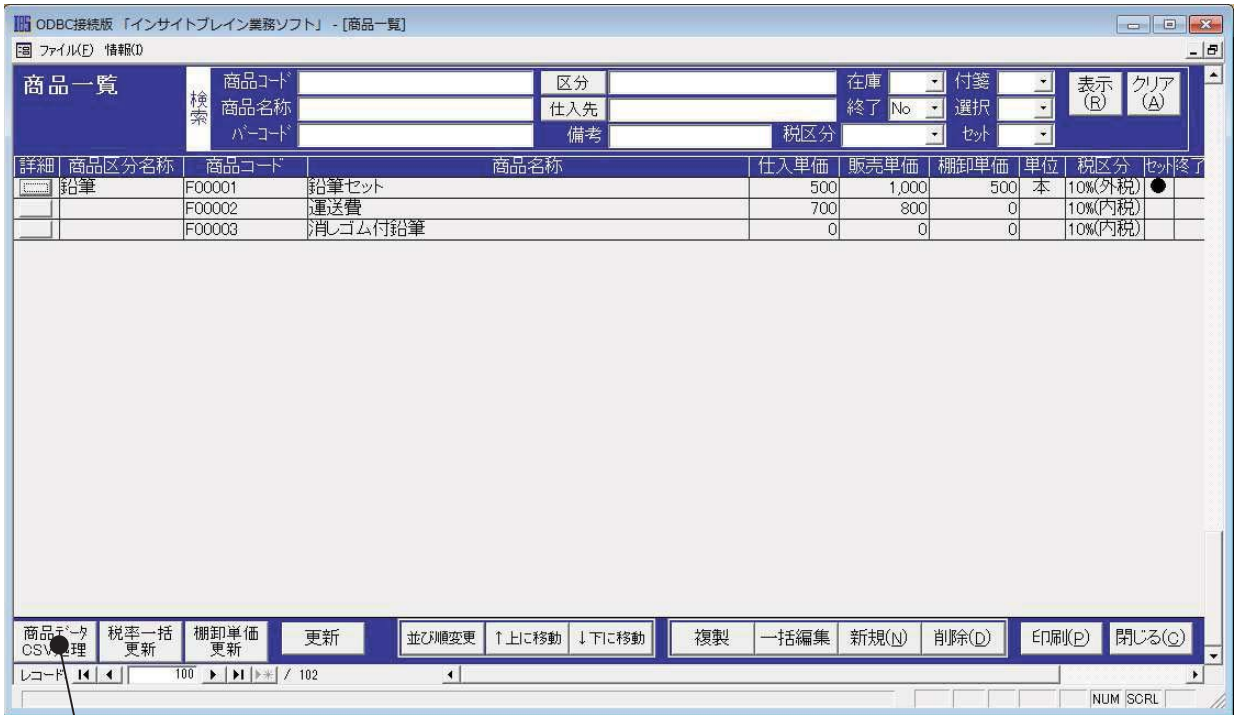 ODBC接続版 「インサイトブレイン業務ソフト」 - [商品一覧]
ファイル(F) 情報(I)
商品一覧 検索 商品コード 区分 在庫 付箋 表示(R) クリア(A)
商品名称 仕入先 終了 No 選択
バーコード 備考 税区分 セット
詳細 商品区分名称 商品コード 商品名称 仕入単価 販売単価 棚卸単価 単位 税区分 セット 終了
鉛筆 F00001 鉛筆セット 500 1,000 500 本 10%(外税) ●
F00002 運送費 700 800 0 10%(内税)
F00003 消しゴム付鉛筆 0 0 0 10%(内税)
商品データ CSV 理 税率一括更新 棚卸単価更新 更新 並び順変更 ↑上に移動 ↓下に移動 複製 一括編集 新規(N) 削除(D) 印刷(P) 閉じる(C)
レコード 100 / 102
NUM SCRL